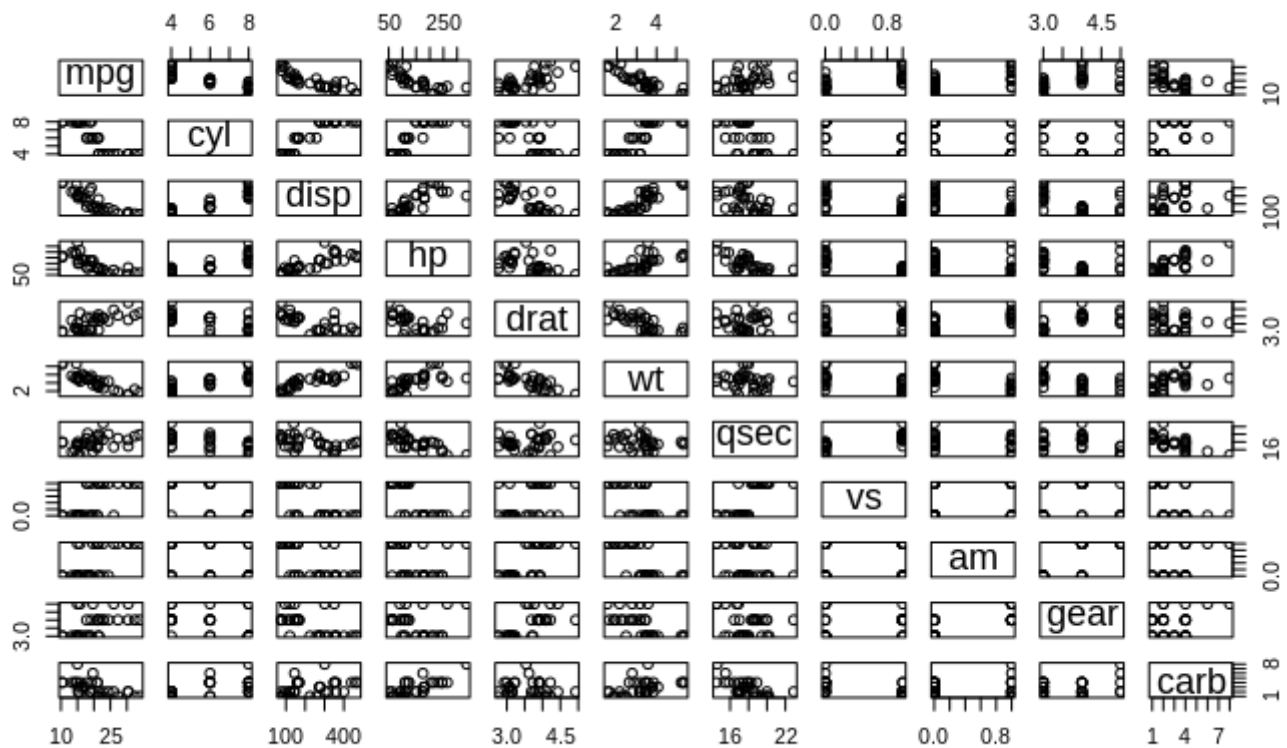 4 6 8 50 250 2 4 0.0 0.8 3.0 4.5
mpg 10
4 8 cyl
disp 100
50 hp
drat 3.0
2 wt
qsec 16
0.0 vs
am 0.0
3.0 gear
carb 1 8
10 25 100 400 3.0 4.5 16 22 0.0 0.8 1 4 7